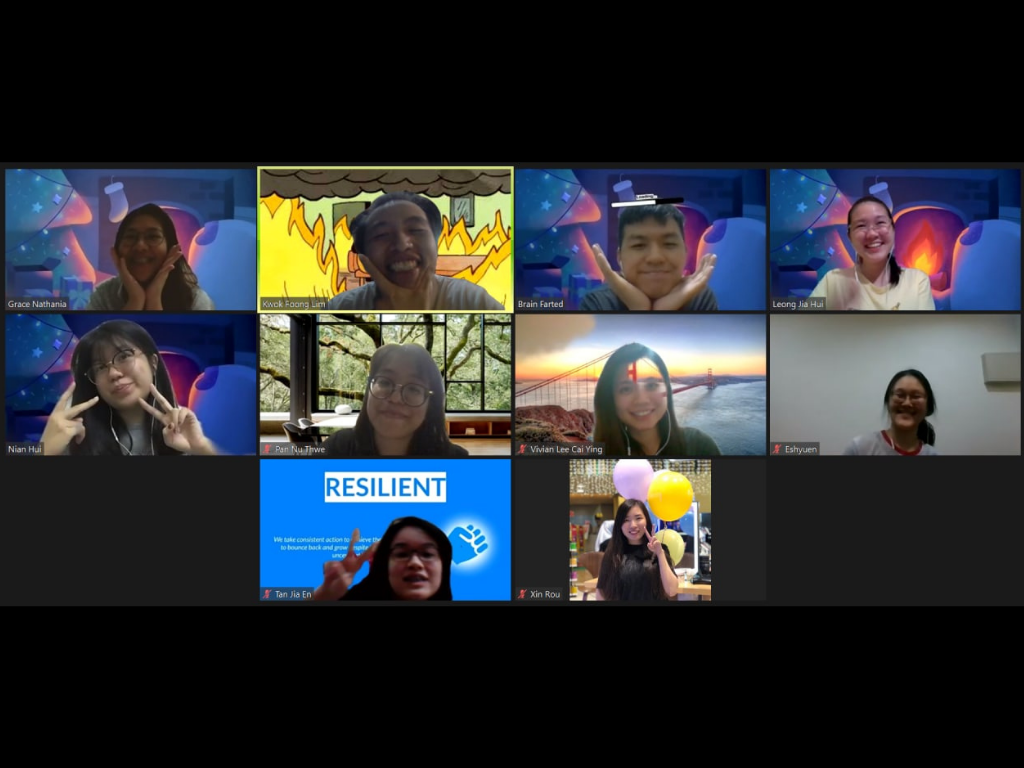 Grace Nathania
Kwok Foong Lim
Brain Farted
Leong Jia Hui
Nian Hui
Pan Nu Thwe
Vivian Lee Cai Ying
Eshyuen
RESILIENT
We take consistent action to
to bounce back and grow
Tan Jia En
Xin Rou